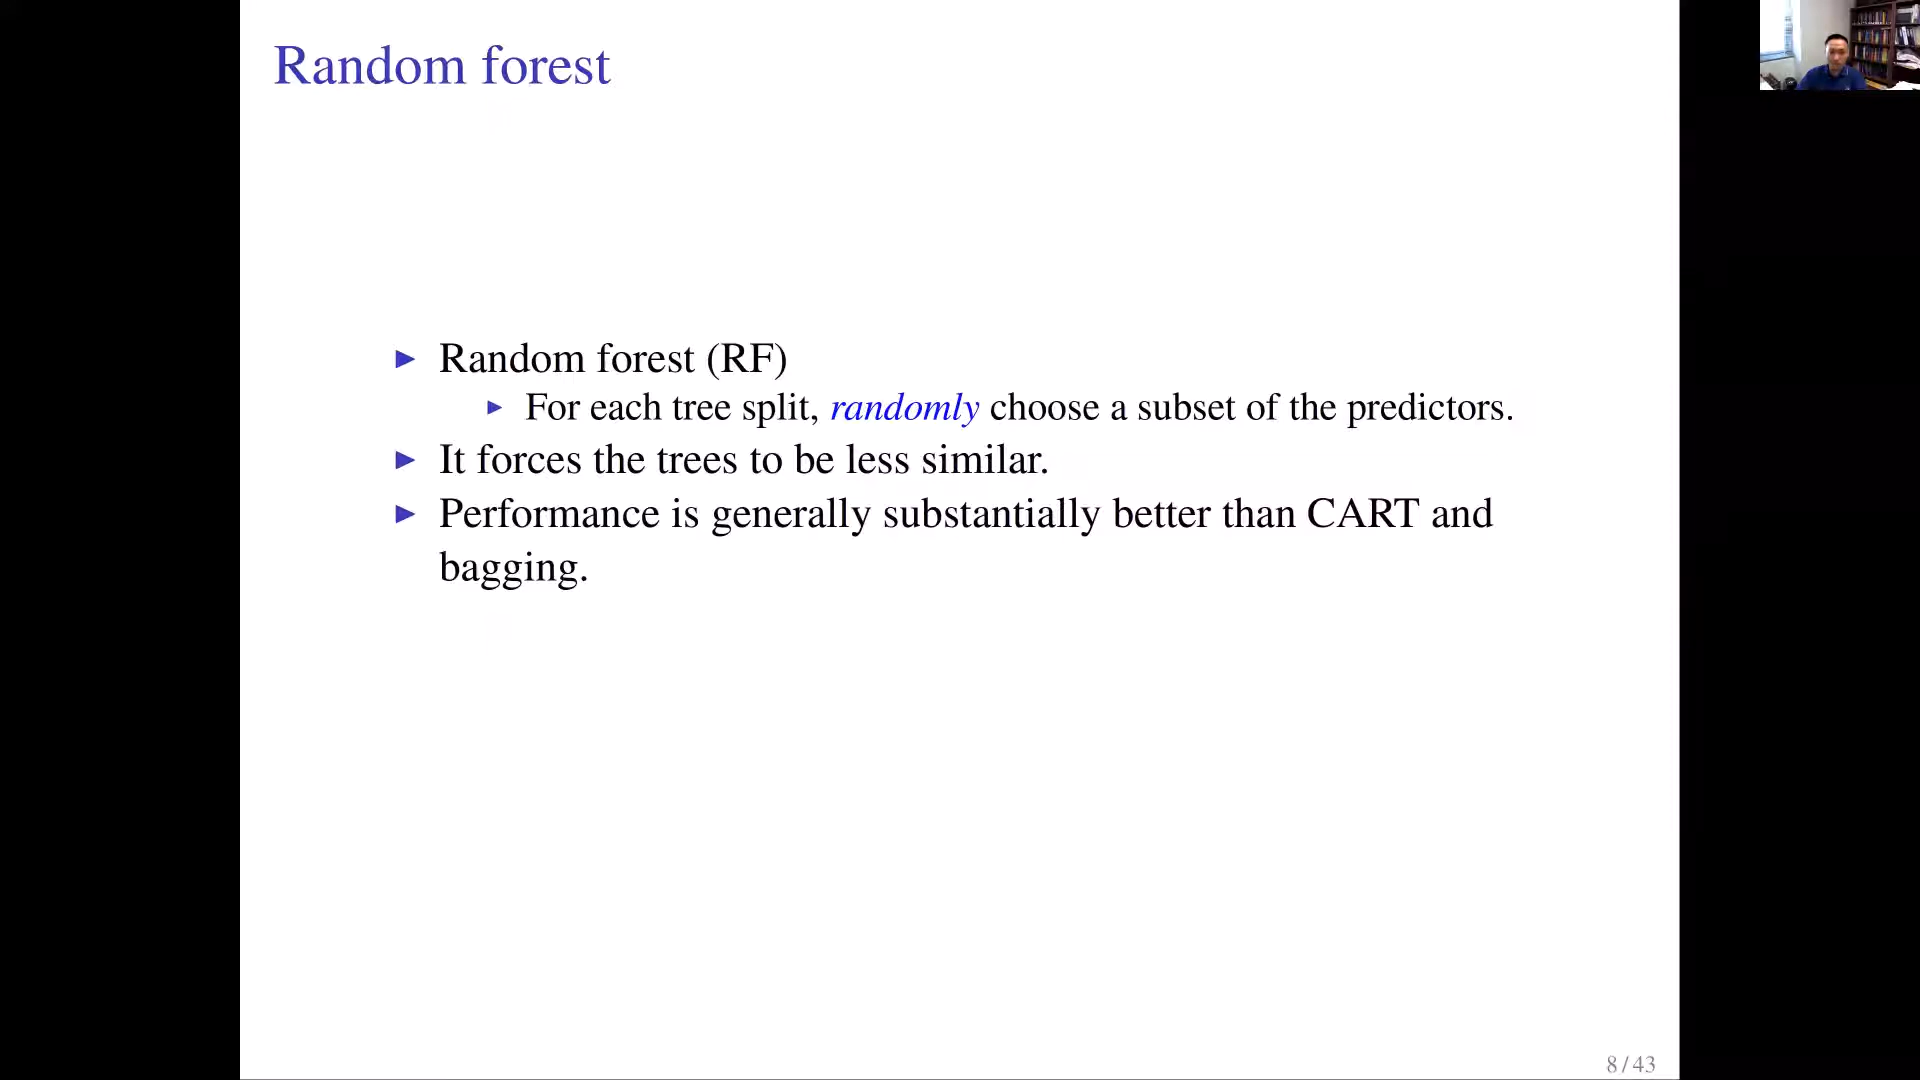 Random forest
Random forest (RF)
For each tree split, randomly choose a subset of the predictors.
It forces the trees to be less similar.
Performance is generally substantially better than CART and
bagging.
8 / 43